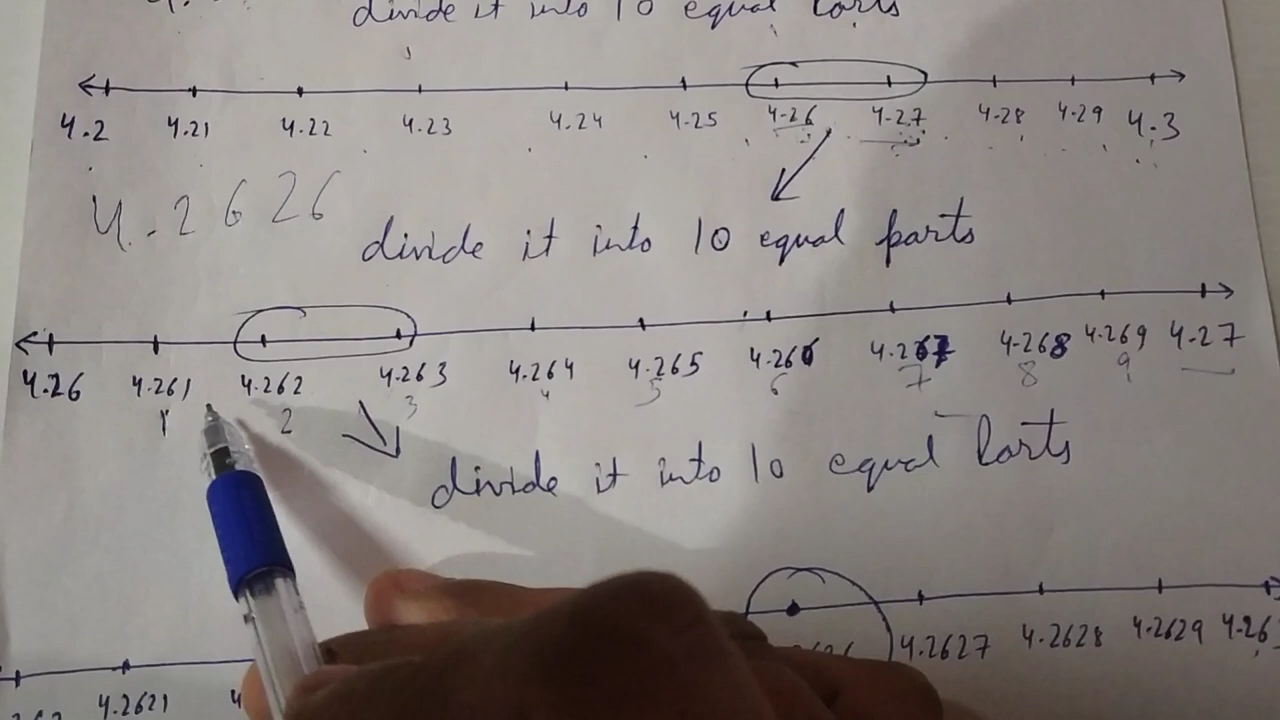 divide it into 10 equal parts
4.2 4.21 4.22 4.23 4.24 4.25 4.26 4.27 4.28 4.29 4.3
4.2626
divide it into 10 equal parts
4.26 4.261 4.262 4.263 4.264 4.265 4.266 4.267 4.268 4.269 4.27
1 2 3 4 5 6 7 8 9
divide it into 10 equal parts
4.2621 4.2627 4.2628 4.2629